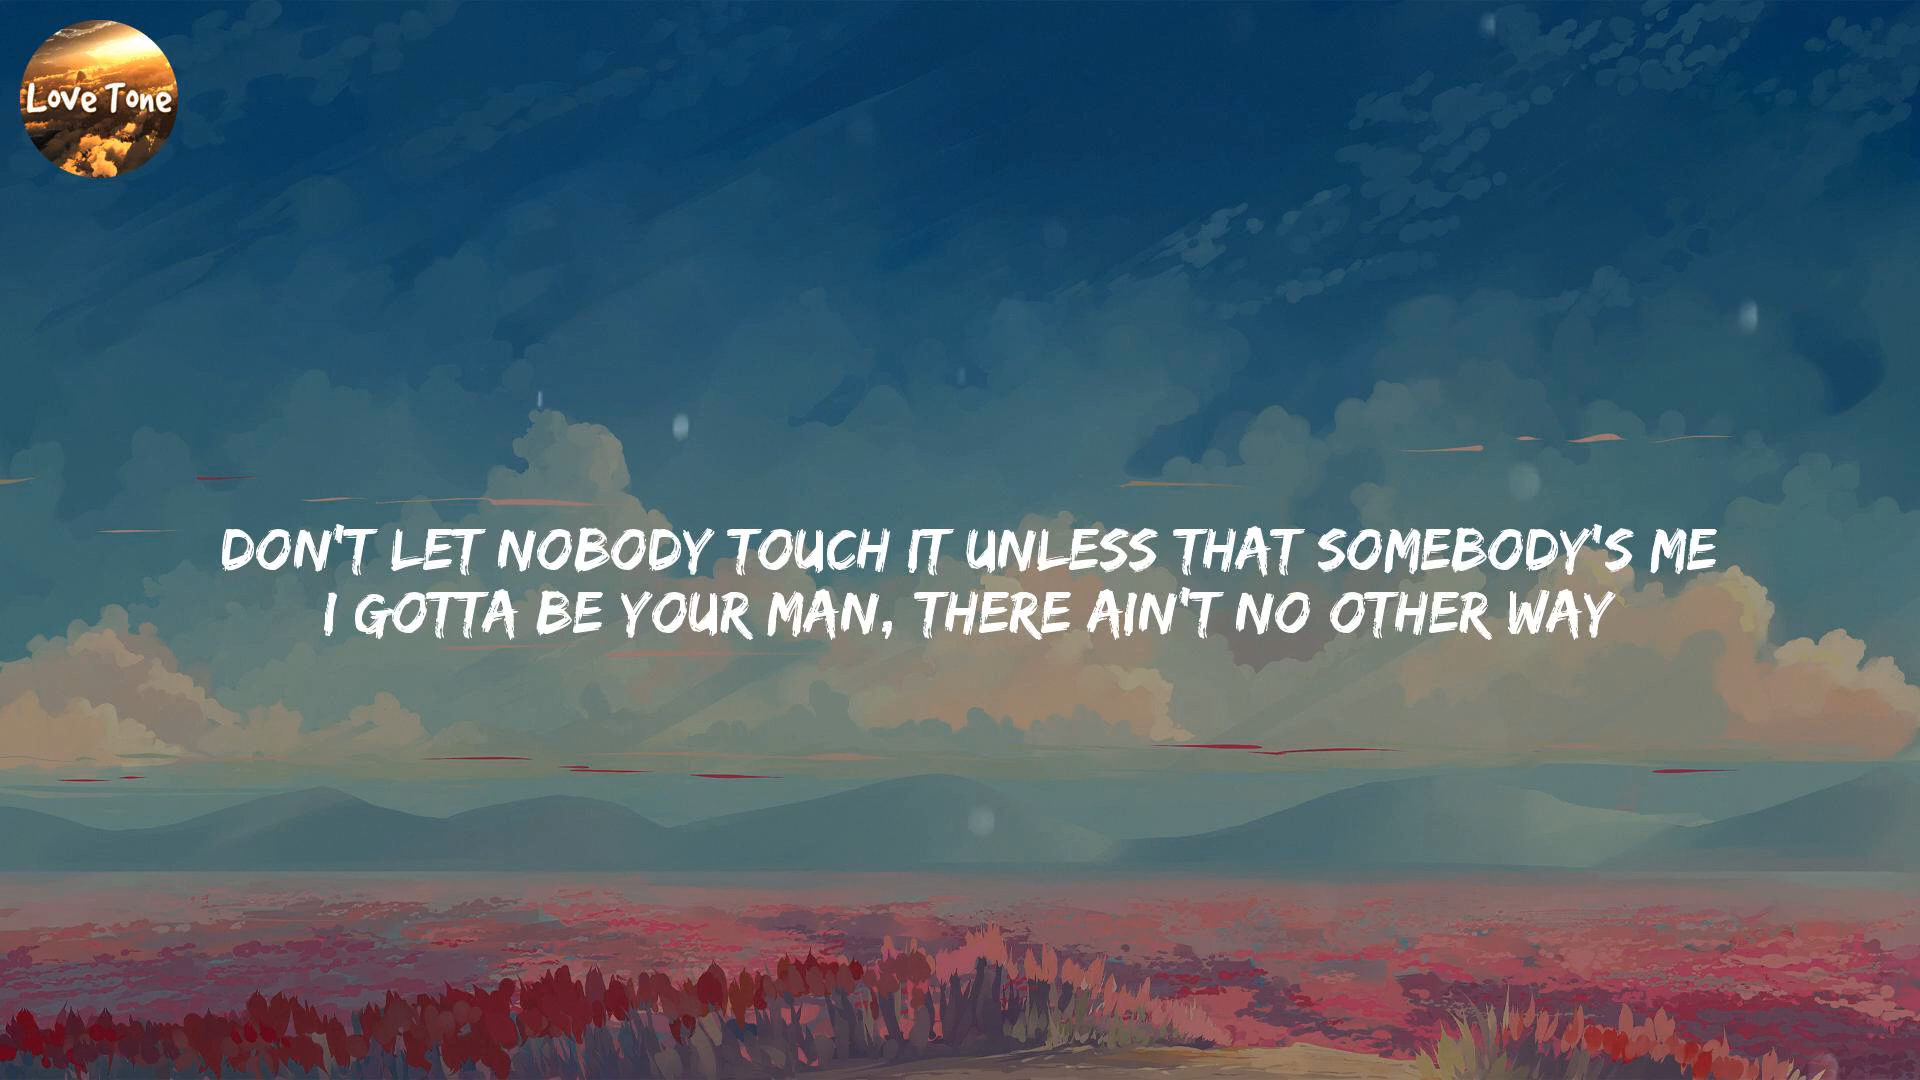 Love Tone
DON'T LET NOBODY TOUCH IT UNLESS THAT SOMEBODY'S ME
I GOTTA BE YOUR MAN, THERE AIN'T NO OTHER WAY